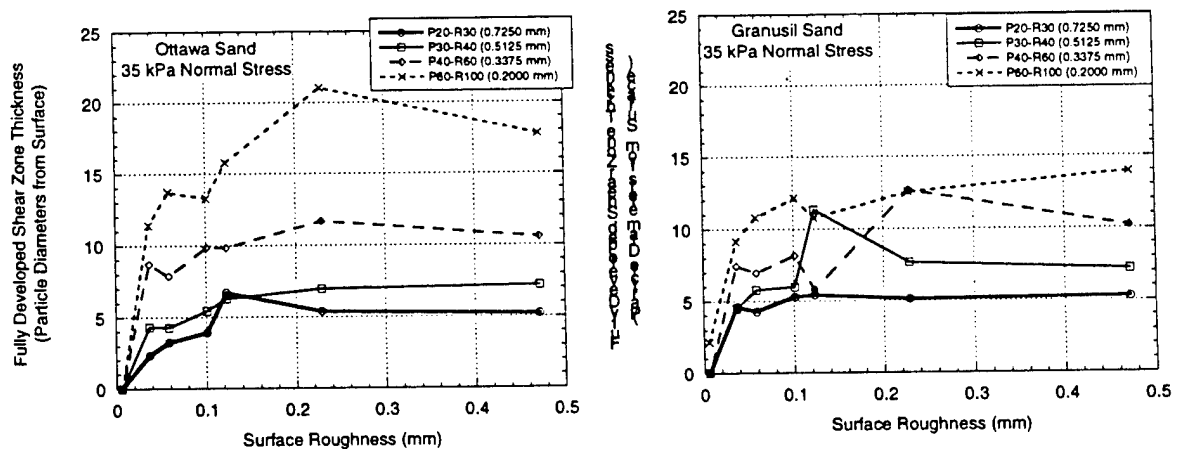 Ottawa Sand
35 kPa Normal Stress
P20-R30 (0.7250 mm)
P30-R40 (0.5125 mm)
P40-R60 (0.3375 mm)
P60-R100 (0.2000 mm)
Fully Developed Shear Zone Thickness
(Particle Diameters from Surface)
25
20
15
10
5
0
0 0.1 0.2 0.3 0.4 0.5
Surface Roughness (mm)
Granusil Sand
35 kPa Normal Stress
P20-R30 (0.7250 mm)
P30-R40 (0.5125 mm)
P40-R60 (0.3375 mm)
P60-R100 (0.2000 mm)
25
20
15
10
5
0
0 0.1 0.2 0.3 0.4 0.5
Surface Roughness (mm)